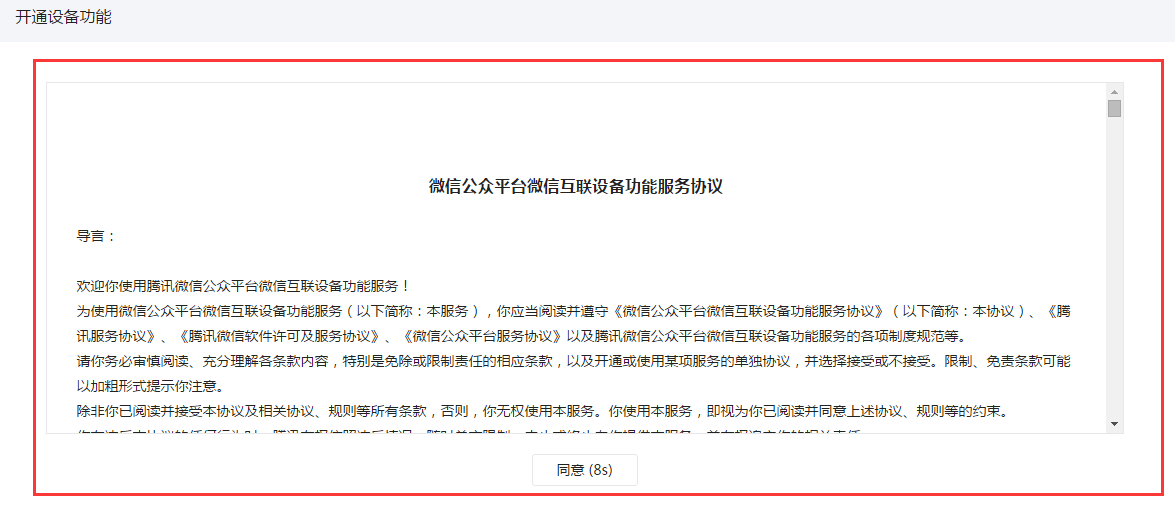 开通设备功能
微信公众平台微信互联设备功能服务协议
导言：
欢迎你使用腾讯微信公众平台微信互联设备功能服务！
为使用微信公众平台微信互联设备功能服务（以下简称：本服务），你应当阅读并遵守《微信公众平台微信互联设备功能服务协议》（以下简称：本协议）、《腾
讯服务协议》、《腾讯微信软件许可及服务协议》、《微信公众平台服务协议》以及腾讯微信公众平台微信互联设备功能服务的各项制度规范等。
请你务必审慎阅读、充分理解各条款内容，特别是免除或限制责任的相应条款，以及开通或使用某项服务的单独协议，并选择接受或不接受。限制、免责条款可能
以加粗形式提示你注意。
除非你已阅读并接受本协议及相关协议、规则等所有条款，否则，你无权使用本服务。你使用本服务，即视为你已阅读并同意上述协议、规则等的约束。
同意 (8s)